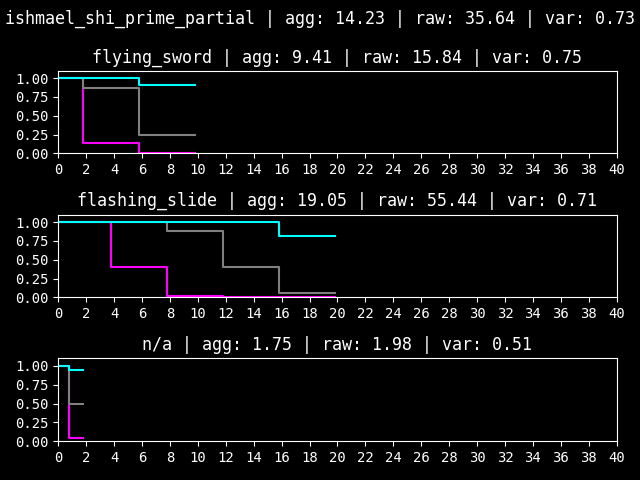 ishmael_shi_prime_partial | agg: 14.23 | raw: 35.64 | var: 0.73
flying_sword | agg: 9.41 | raw: 15.84 | var: 0.75
1.00
0.75
0.50
0.25
0.00
0 2 4 6 8 10 12 14 16 18 20 22 24 26 28 30 32 34 36 38 40
flashing_slide | agg: 19.05 | raw: 55.44 | var: 0.71
1.00
0.75
0.50
0.25
0.00
0 2 4 6 8 10 12 14 16 18 20 22 24 26 28 30 32 34 36 38 40
n/a | agg: 1.75 | raw: 1.98 | var: 0.51
1.00
0.75
0.50
0.25
0.00
0 2 4 6 8 10 12 14 16 18 20 22 24 26 28 30 32 34 36 38 40